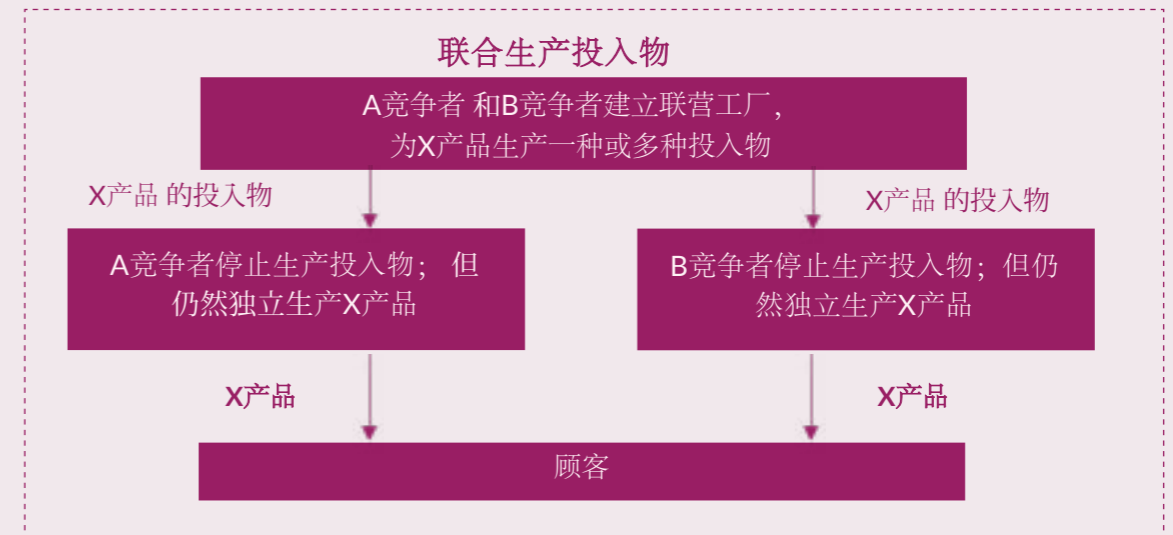 联合生产投入物
A竞争者 和B竞争者建立联营工厂，
为X产品生产一种或多种投入物
X产品 的投入物
X产品 的投入物
A竞争者停止生产投入物； 但
仍然独立生产X产品
B竞争者停止生产投入物；但仍
然独立生产X产品
X产品
X产品
顾客